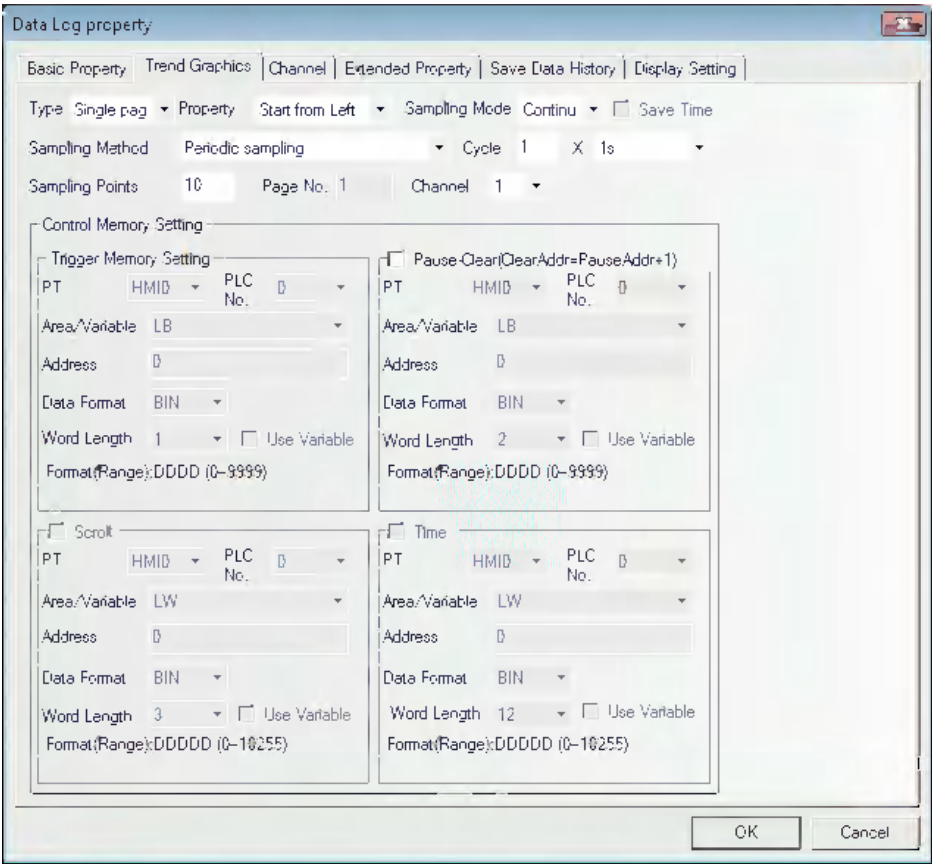 Data Log property
Basic Property Trend Graphics Channel Extended Property Save Data History Display Setting
Type Single pag Property Start from Left Sampling Mode Continu Save Time
Sampling Method Periodic sampling Cycle 1 X 1s
Sampling Points 10 Page No. 1 Channel 1
Control Memory Setting
Trigger Memory Setting
PT HMI0 PLC No. 0
Area/Variable LB
Address 0
Data Format BIN
Word Length 1 Use Variable
Format(Range):DDDD (0~9999)
Pause-Clear(ClearAddr=PauseAddr+1)
PT HMI0 PLC No. 0
Area/Variable LB
Address 0
Data Format BIN
Word Length 2 Use Variable
Format(Range):DDDD (0~9999)
Scroll
PT HMI0 PLC No. 0
Area/Variable LW
Address 0
Data Format BIN
Word Length 3 Use Variable
Format(Range):DDDDD (0~10255)
Time
PT HMI0 PLC No. 0
Area/Variable LW
Address 0
Data Format BIN
Word Length 12 Use Variable
Format(Range):DDDDD (0~10255)
OK Cancel